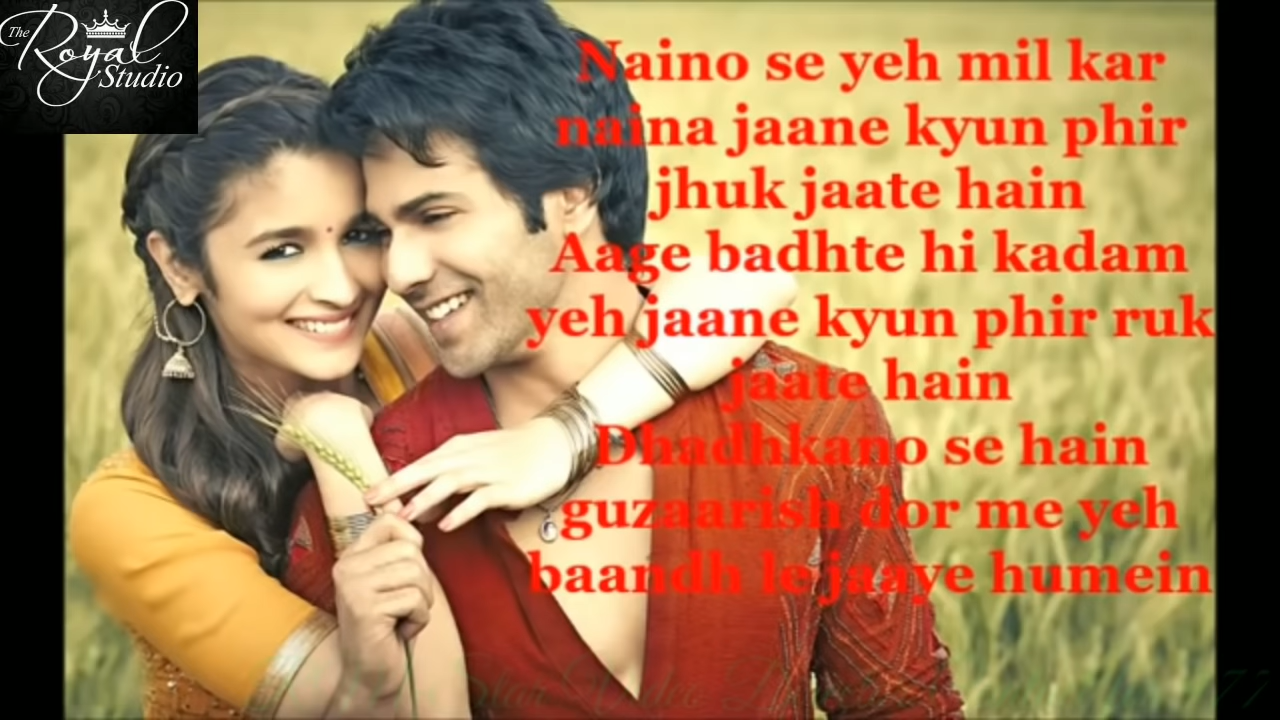 The
Royal
Studio
Naino se yeh mil kar
naina jaane kyun phir
jhuk jaate hain
Aage badhte hi kadam
yeh jaane kyun phir ruk
jaate hain
Dhadhkano se hain
guzaarish dor me yeh
baandh le jaaye humein